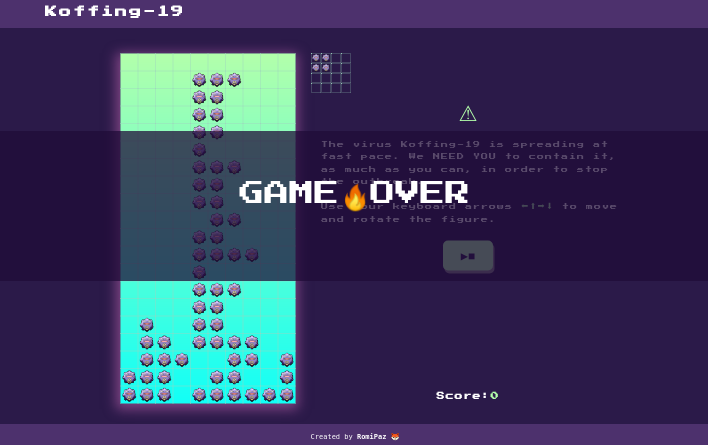 Koffing-19
⚠
The virus Koffing-19 is spreading at
fast pace. We NEED YOU to contain it,
as much as you can, in order to stop
GAME🔥OVER
your keyboard arrows ←↑→↓ to move
and rotate the figure.
▶■
Score:0
Created by RomiPaz 🦊